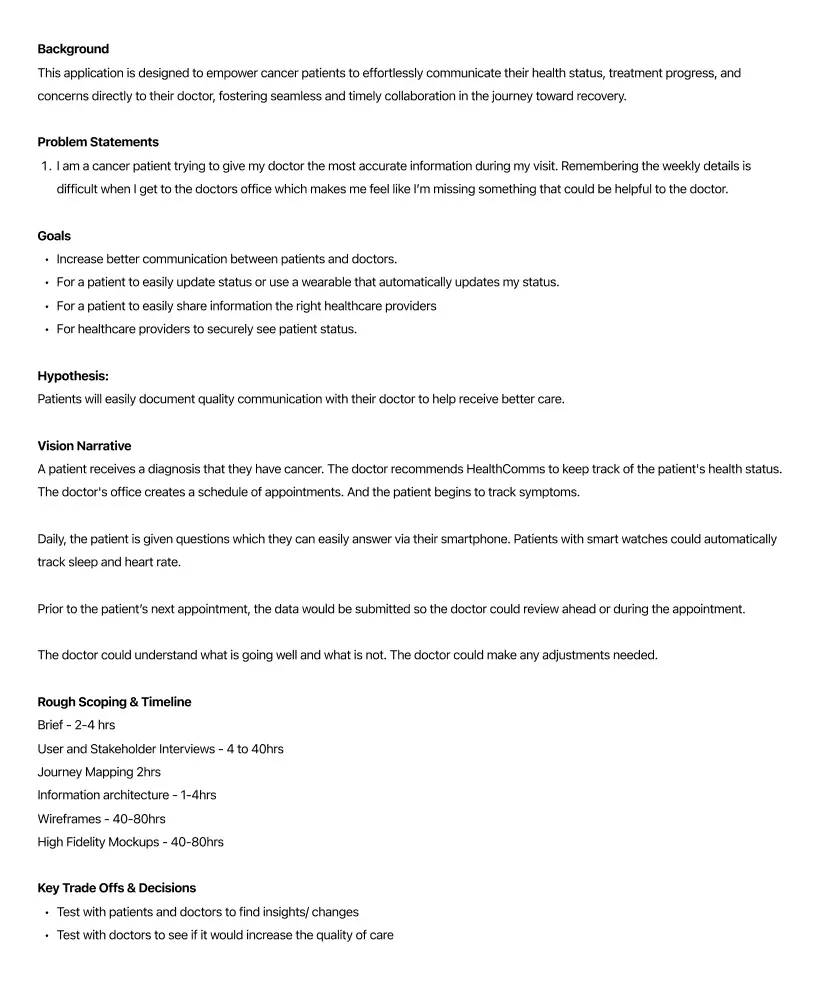 Background
This application is designed to empower cancer patients to effortlessly communicate their health status, treatment progress, and
concerns directly to their doctor, fostering seamless and timely collaboration in the journey toward recovery.
Problem Statements
1. I am a cancer patient trying to give my doctor the most accurate information during my visit. Remembering the weekly details is
difficult when I get to the doctors office which makes me feel like I’m missing something that could be helpful to the doctor.
Goals
• Increase better communication between patients and doctors.
• For a patient to easily update status or use a wearable that automatically updates my status.
• For a patient to easily share information the right healthcare providers
• For healthcare providers to securely see patient status.
Hypothesis:
Patients will easily document quality communication with their doctor to help receive better care.
Vision Narrative
A patient receives a diagnosis that they have cancer. The doctor recommends HealthComms to keep track of the patient's health status.
The doctor's office creates a schedule of appointments. And the patient begins to track symptoms.
Daily, the patient is given questions which they can easily answer via their smartphone. Patients with smart watches could automatically
track sleep and heart rate.
Prior to the patient’s next appointment, the data would be submitted so the doctor could review ahead or during the appointment.
The doctor could understand what is going well and what is not. The doctor could make any adjustments needed.
Rough Scoping & Timeline
Brief - 2-4 hrs
User and Stakeholder Interviews - 4 to 40hrs
Journey Mapping 2hrs
Information architecture - 1-4hrs
Wireframes - 40-80hrs
High Fidelity Mockups - 40-80hrs
Key Trade Offs & Decisions
• Test with patients and doctors to find insights/ changes
• Test with doctors to see if it would increase the quality of care